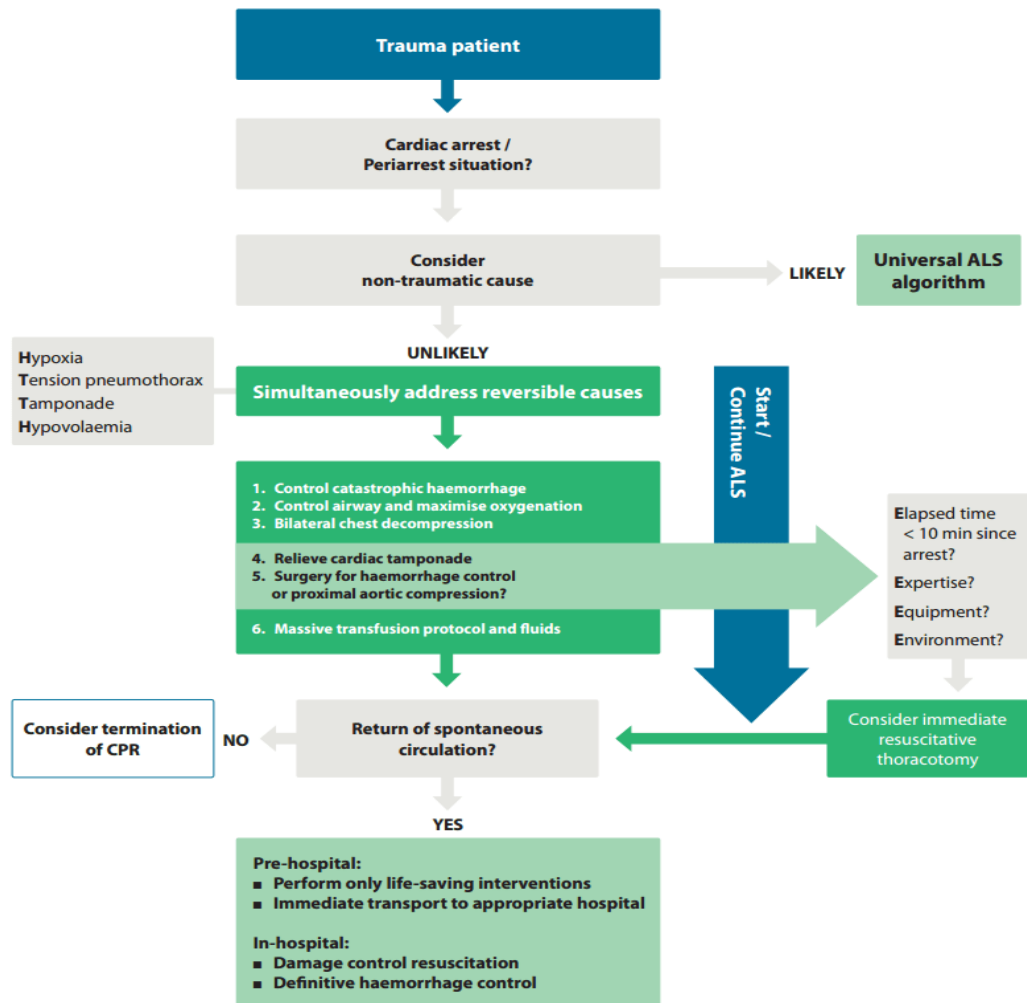 Trauma patient
Cardiac arrest /
Periarrest situation?
Consider
non-traumatic cause
LIKELY
Universal ALS
algorithm
UNLIKELY
Hypoxia
Tension pneumothorax
Tamponade
Hypovolaemia
Simultaneously address reversible causes
Start /
Continue ALS
1. Control catastrophic haemorrhage
2. Control airway and maximise oxygenation
3. Bilateral chest decompression
4. Relieve cardiac tamponade
5. Surgery for haemorrhage control
or proximal aortic compression?
6. Massive transfusion protocol and fluids
Elapsed time
< 10 min since
arrest?
Expertise?
Equipment?
Environment?
Consider immediate
resuscitative
thoracotomy
Return of spontaneous
circulation?
NO
Consider termination
of CPR
YES
Pre-hospital:
■ Perform only life-saving interventions
■ Immediate transport to appropriate hospital
In-hospital:
■ Damage control resuscitation
■ Definitive haemorrhage control